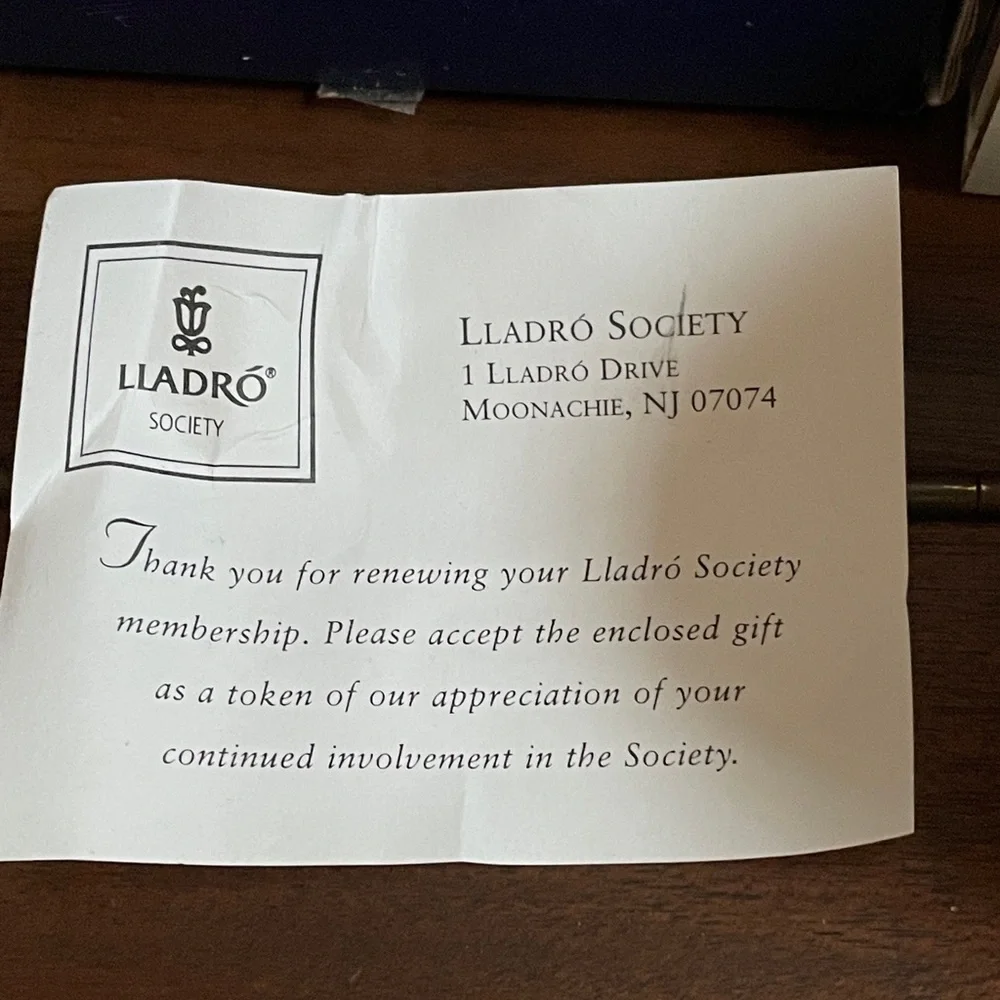 LLADRÓ®
SOCIETY
LLADRÓ SOCIETY
1 LLADRÓ DRIVE
MOONACHIE, NJ 07074
Thank you for renewing your Lladró Society
membership. Please accept the enclosed gift
as a token of our appreciation of your
continued involvement in the Society.